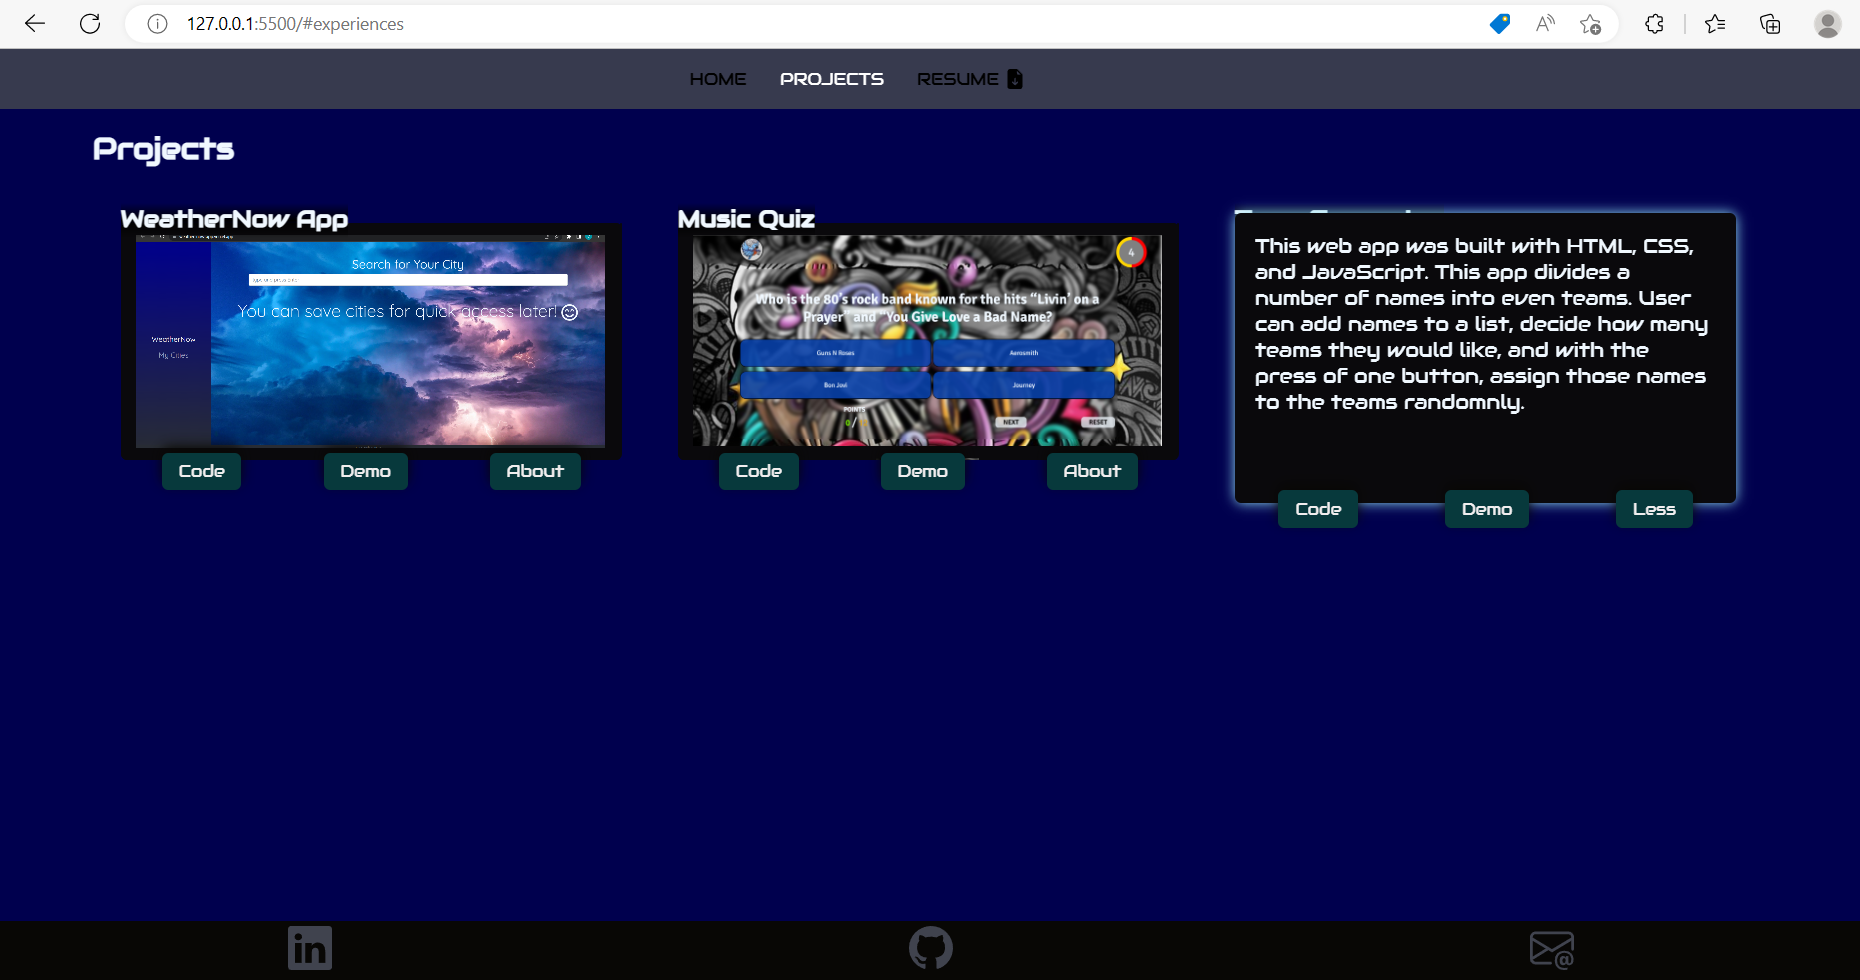 127.0.0.1:5500/#experiences
HOME PROJECTS RESUME
Projects
WeatherNow App
Search for Your City
You can save cities for quick access later!
WeatherNow
My Cities
Code Demo About
Music Quiz
4
Who is the 80's rock band known for the hits "Livin' on a
Prayer" and "You Give Love a Bad Name?
Guns N Roses Aerosmith
Bon Jovi Journey
POINTS
NEXT RESET
Code Demo About
This web app was built with HTML, CSS,
and JavaScript. This app divides a
number of names into even teams. User
can add names to a list, decide how many
teams they would like, and with the
press of one button, assign those names
to the teams randomnly.
Code Demo Less
in
@